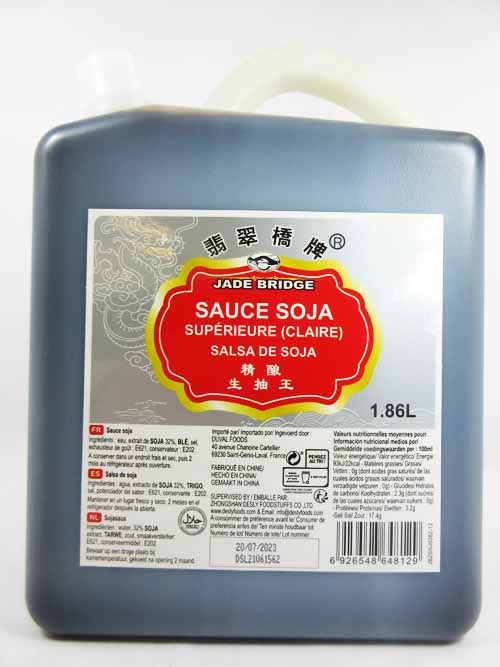 翡翠橋牌®
JADE BRIDGE
SAUCE SOJA
SUPÉRIEURE (CLAIRE)
SALSA DE SOJA
精 酿
生 抽 王
1.86L
FR Sauce soja
Ingrédients : eau, extrait de SOJA 32%, BLÉ, sel,
exhausteur de goût : E621, conservateur : E202
A conserver dans un endroit frais et sec, puis 2
mois au réfrigérateur après ouverture.
ES Salsa de soja
Ingredientes : agua, extracto de SOJA 32%, TRIGO,
sal, potenciador de sabor : E621, conservante : E202
Mantener en un lugar fresco y seco; 2 meses en el
refrigerador después la abertura.
NL Sojasaus
Ingrediënten : water, 32% SOJA
extract, TARWE, zout, smaakversterker:
E621, conserveermiddel : E202
Bewaar op een droge plaats bij
kamertemperatuur, gekoeld na opening 2 maand.
HALAL
Importé par/ Importado por/ Ingevoerd door:
DUVAL FOODS
40 avenue Chanoine Cartellier
69230 Saint-Genis-Laval, France
FABRIQUÉ EN CHINE/
HECHO EN CHINA/
GEMAAKT IN CHINA
PENSEZ
AU TRI!
SUPERVISED BY / EMBALLE PAR,
ZHONGSHAN DESLY FOODSTUFFS CO. LTD.
www.deslyfoods.com / www.deslyfoods.com
A consommer de préférence avant le/ Consumir
de preferencia antes de/ Ten minste houdbaar tot
Número de lot/ Número de lote/ Lot nummer:
20/07/2023
DSL21061562
Valeurs nutritionnelles moyennes pour/
Información nutricional medios por/
Gemiddelde voedingswaarden per : 100ml
Valeur énergétique/ Valor energético/ Energie
93kJ/22kcal - Matières grasses/ Grasas/
Vetten : 0g (dont acides gras saturés/ de las
cuales ácidos grasos saturados/ waarvan
verzadigde vetzuren : 0g) - Glucides/ Hidratos
de carbono/ Koolhydraten : 2.3g (dont sucres/
de los cuales azúcares/ waarvan suikers : 0g)
- Protéines/ Proteínas/ Eiwitten : 3.2g
-Sel/ Sal/ Zout : 17.4g
6 926548 648129